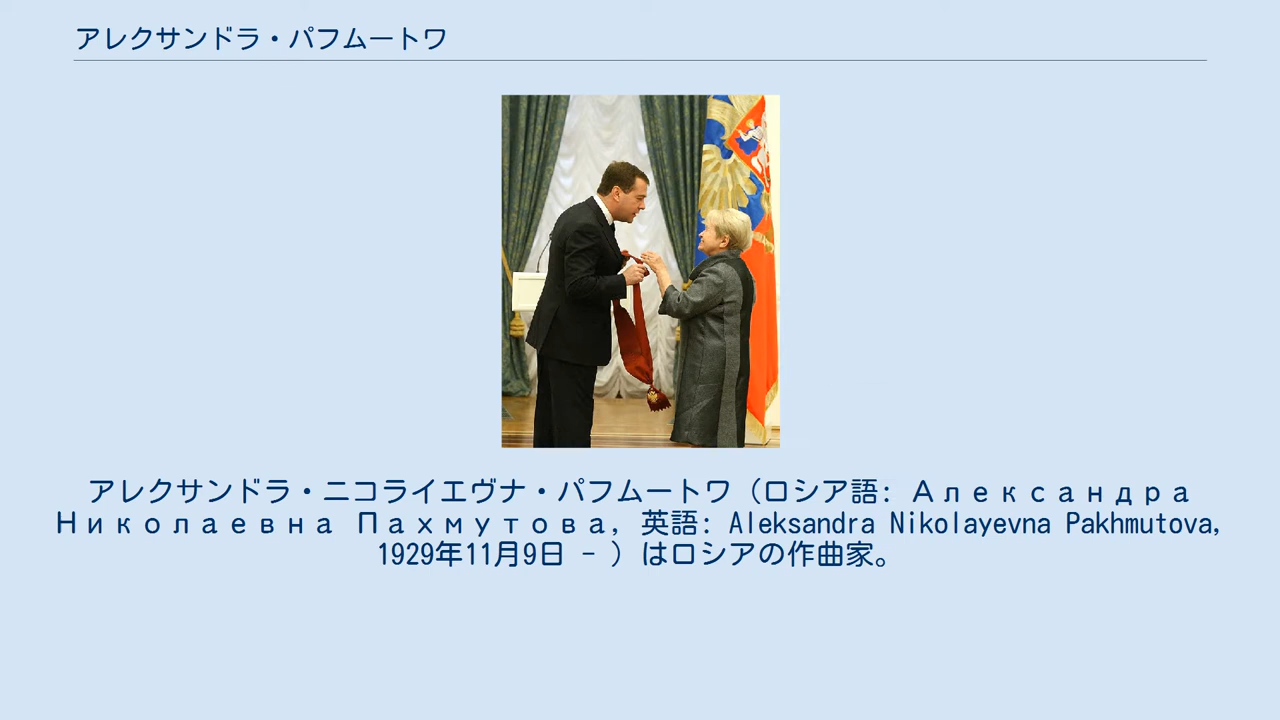 アレクサンドラ・パフムートワ
アレクサンドラ・ニコライエヴナ・パフムートワ（ロシア語: Александра
Николаевна Пахмутова, 英語: Aleksandra Nikolayevna Pakhmutova,
1929年11月9日 - ）はロシアの作曲家。